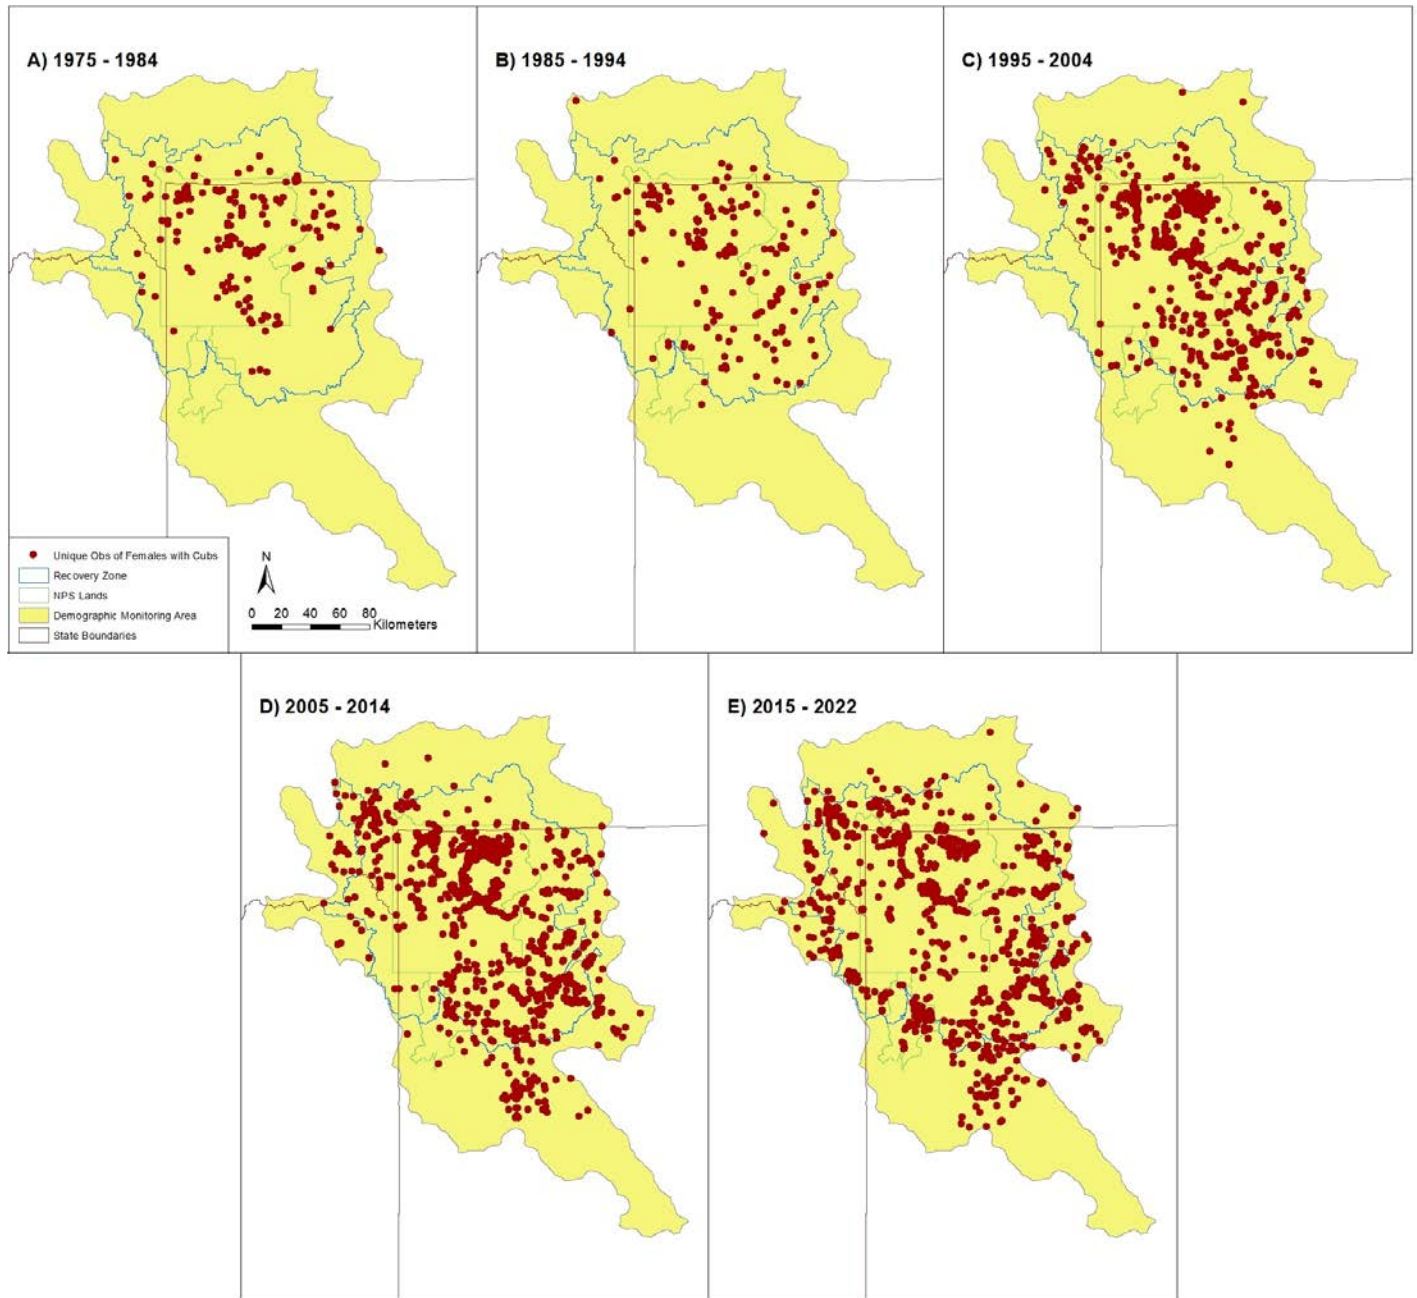 A) 1975 - 1984
B) 1985 - 1994
C) 1995 - 2004
Unique Obs of Females with Cubs
Recovery Zone
NPS Lands
Demographic Monitoring Area
State Boundaries
N
0 20 40 60 80
Kilometers
D) 2005 - 2014
E) 2015 - 2022